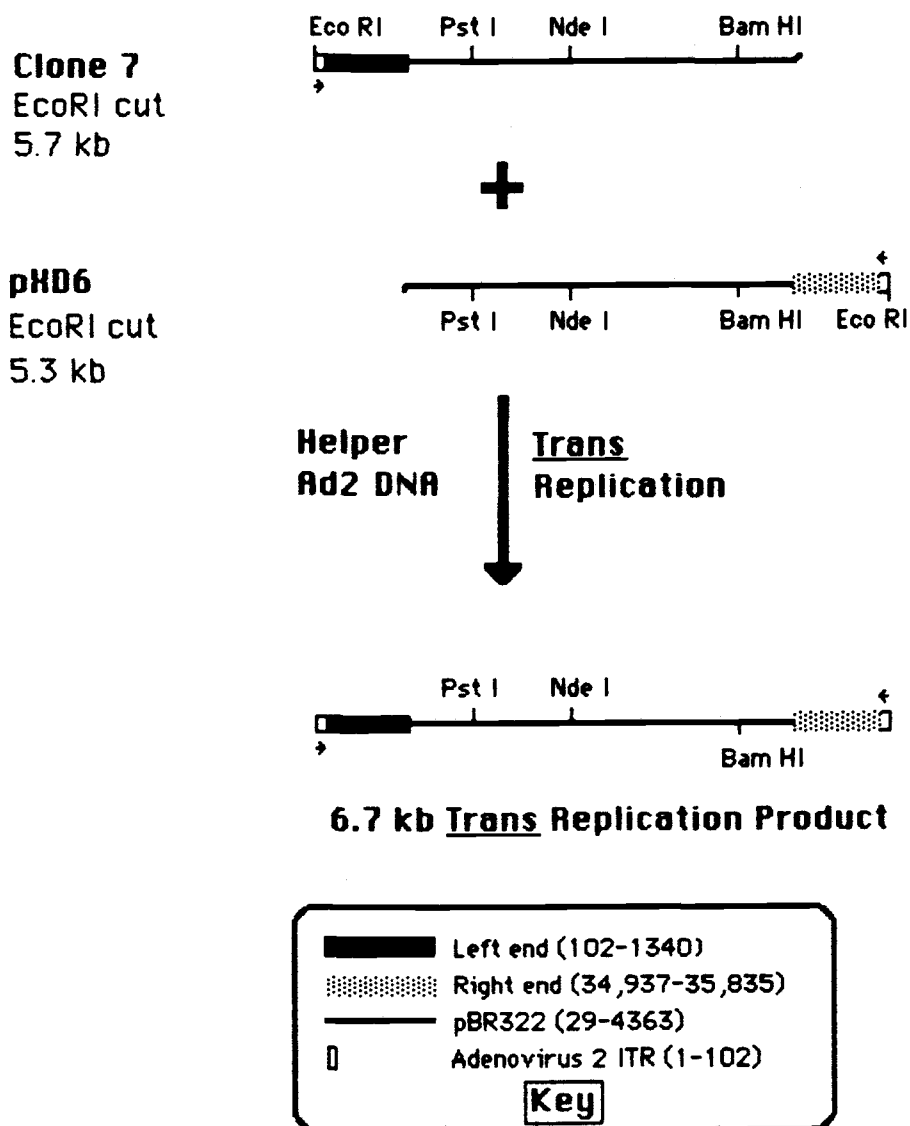 Eco RI Pst I Nde I Bam HI
Clone 7
EcoRI cut
5.7 kb
+
pHD6
EcoRI cut
5.3 kb
Pst I Nde I Bam HI Eco RI
Helper
Ad2 DNA
Trans
Replication
Pst I Nde I
Bam HI
6.7 kb Trans Replication Product
Left end (102-1340)
Right end (34,937-35,835)
pBR322 (29-4363)
Adenovirus 2 ITR (1-102)
Key